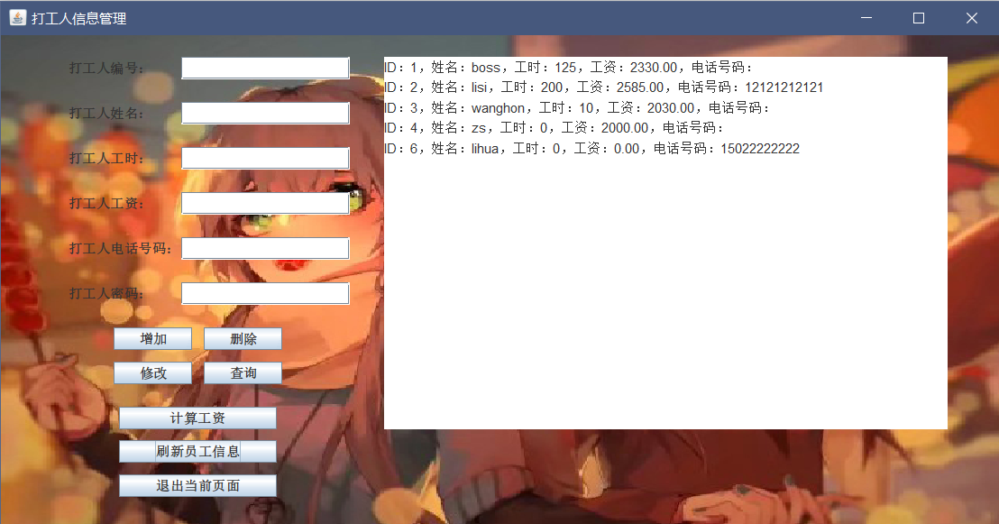 打工人信息管理
打工人编号：
打工人姓名：
打工人工时：
打工人工资：
打工人电话号码：
打工人密码：
增加 删除
修改 查询
计算工资
刷新员工信息
退出当前页面
ID：1，姓名：boss，工时：125，工资：2330.00，电话号码：
ID：2，姓名：lisi，工时：200，工资：2585.00，电话号码：12121212121
ID：3，姓名：wanghon，工时：10，工资：2030.00，电话号码：
ID：4，姓名：zs，工时：0，工资：2000.00，电话号码：
ID：6，姓名：lihua，工时：0，工资：0.00，电话号码：15022222222